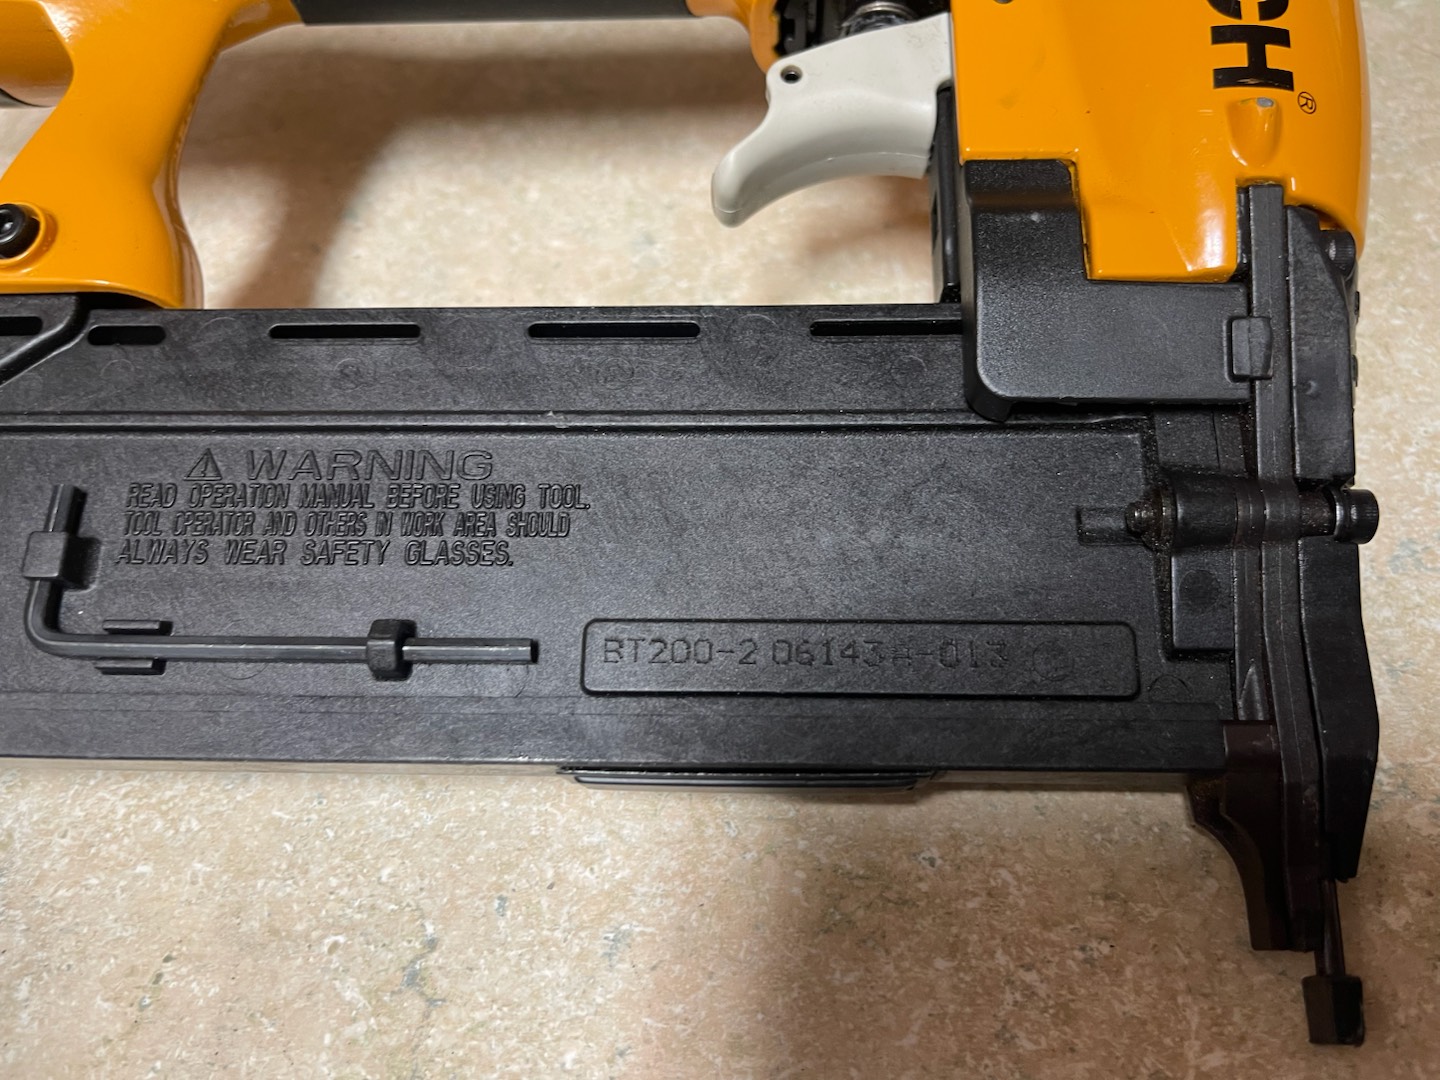 CH®
⚠ WARNING
READ OPERATION MANUAL BEFORE USING TOOL.
TOOL OPERATOR AND OTHERS IN WORK AREA SHOULD
ALWAYS WEAR SAFETY GLASSES.
BT200-2 06143A-013